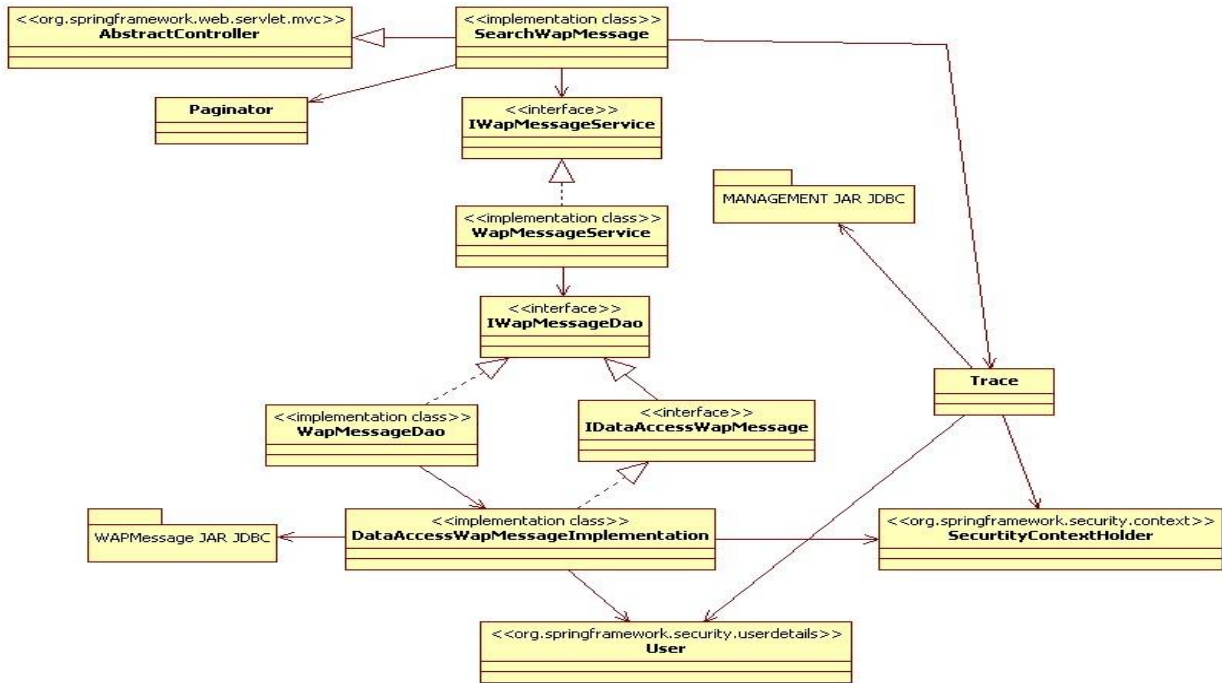 <<org.springframework.web.servlet.mvc>>
AbstractController
<<implementation class>>
SearchWapMessage
Paginator
<<interface>>
IWapMessageService
MANAGEMENT JAR JDBC
<<implementation class>>
WapMessageService
<<interface>>
IWapMessageDao
Trace
<<implementation class>>
WapMessageDao
<<interface>>
IDataAccessWapMessage
WAPMessage JAR JDBC
<<implementation class>>
DataAccessWapMessageImplementation
<<org.springframework.security.context>>
SecurtityContextHolder
<<org.springframework.security.userdetails>>
User